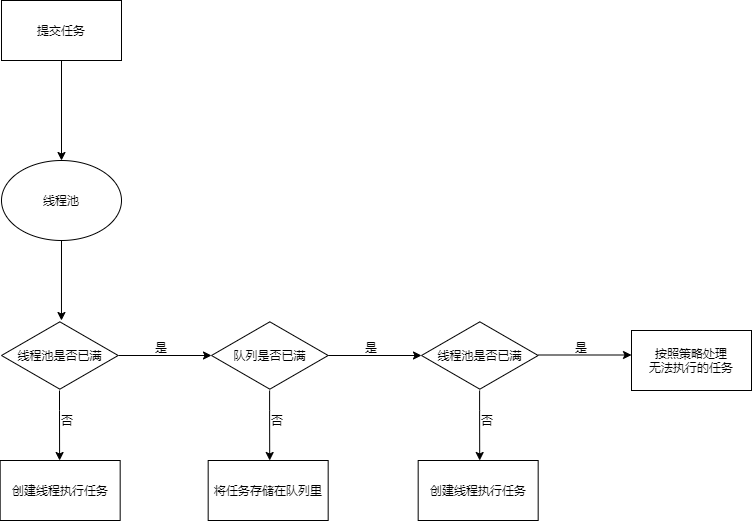 提交任务
线程池
线程池是否已满
是
队列是否已满
是
线程池是否已满
是
按照策略处理
无法执行的任务
否
否
否
创建线程执行任务
将任务存储在队列里
创建线程执行任务